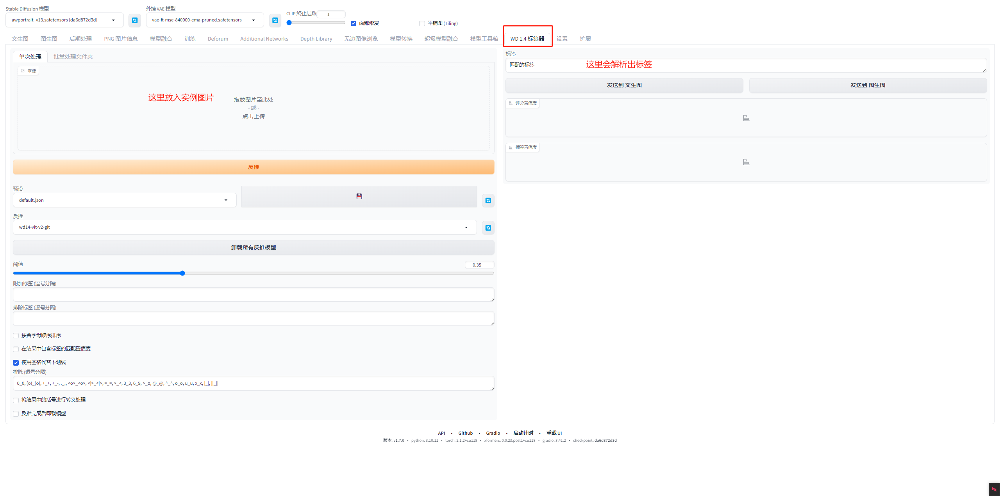 Stable Diffusion 模型
外挂 VAE 模型
CLIP 终止层数
1
awportrait_v13.safetensors [da6d872d3d]
vae-ft-mse-840000-ema-pruned.safetensors
面部修复
平铺图 (Tiling)
文生图 图生图 后期处理 PNG 图片信息 模型融合 训练 Deforum Additional Networks Depth Library 无边图像浏览 模型转换 超级模型融合 模型工具箱 WD 1.4 标签器 设置 扩展
单次处理 批量处理文件夹
来源
这里放入实例图片
拖放图片至此处
- 或 -
点击上传
反推
预设
default.json
反推
wd14-vit-v2-git
卸载所有反推模型
阈值
0.35
附加标签 (逗号分隔)
排除标签 (逗号分隔)
按首字母顺序排序
在结果中包含标签的匹配置信度
使用空格代替下划线
排除 (逗号分隔)
0_0, (o)_(o), +_+, +_-, ._., <o>_<o>, <|>_<|>, =_=, >_<, 3_3, 6_9, >_o, @_@, ^_^, o_o, u_u, x_x, |_|, ||_||
将结果中的括号进行转义处理
反推完成后卸载模型
标签
匹配的标签
这里会解析出标签
发送到 文生图
发送到 图生图
评分置信度
标签置信度
API • Github • Gradio • 启动计时 • 重载 UI
版本: v1.7.0 • python: 3.10.11 • torch: 2.1.2+cu118 • xformers: 0.0.23.post1+cu118 • gradio: 3.41.2 • checkpoint: da6d872d3d